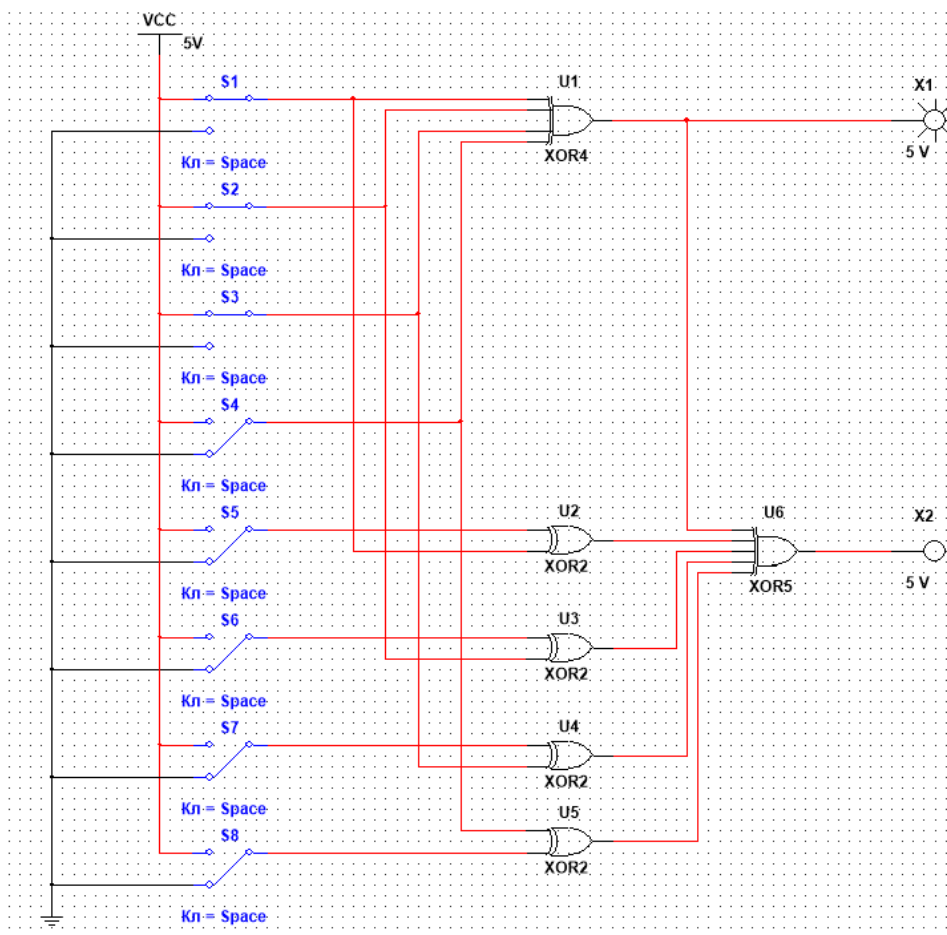 VCC
5V
S1
U1
X1
XOR4
5 V
Кл = Space
S2
Кл = Space
S3
Кл = Space
S4
Кл = Space
S5
U2
U6
X2
XOR2
XOR5
5 V
Кл = Space
S6
U3
XOR2
Кл = Space
S7
U4
XOR2
Кл = Space
U5
S8
XOR2
Кл = Space